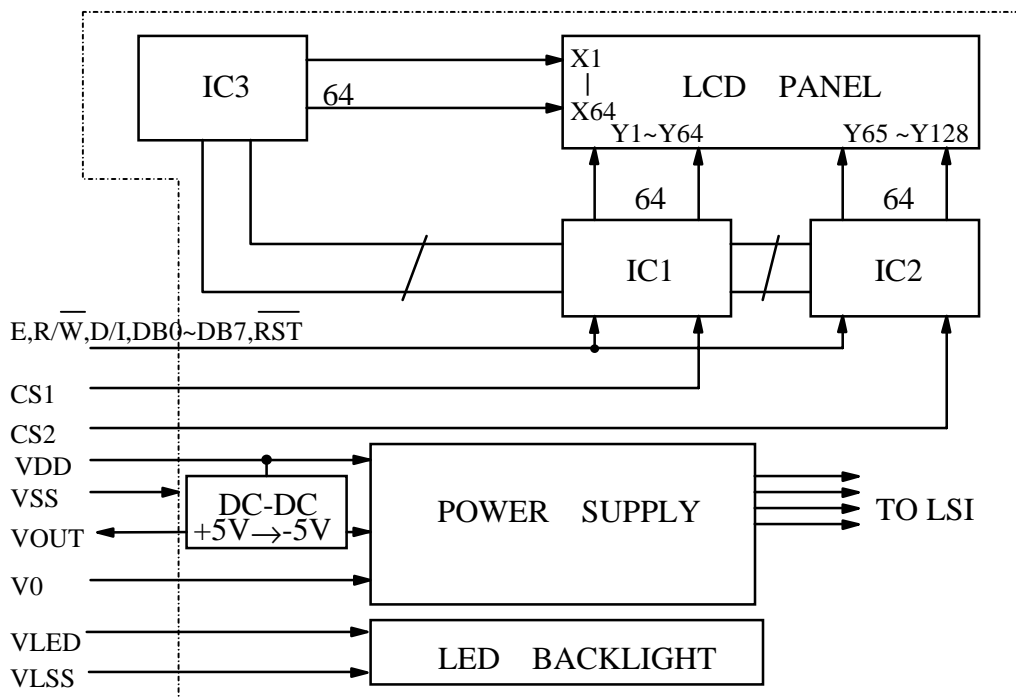 IC3
64
X1
|
X64
LCD PANEL
Y1~Y64
Y65 ~Y128
64
64
IC1
IC2
E,R/W̅,D/I,DB0~DB7,R̅S̅T̅
CS1
CS2
VDD
VSS
VOUT
V0
DC-DC
+5V→-5V
POWER SUPPLY
TO LSI
VLED
VLSS
LED BACKLIGHT